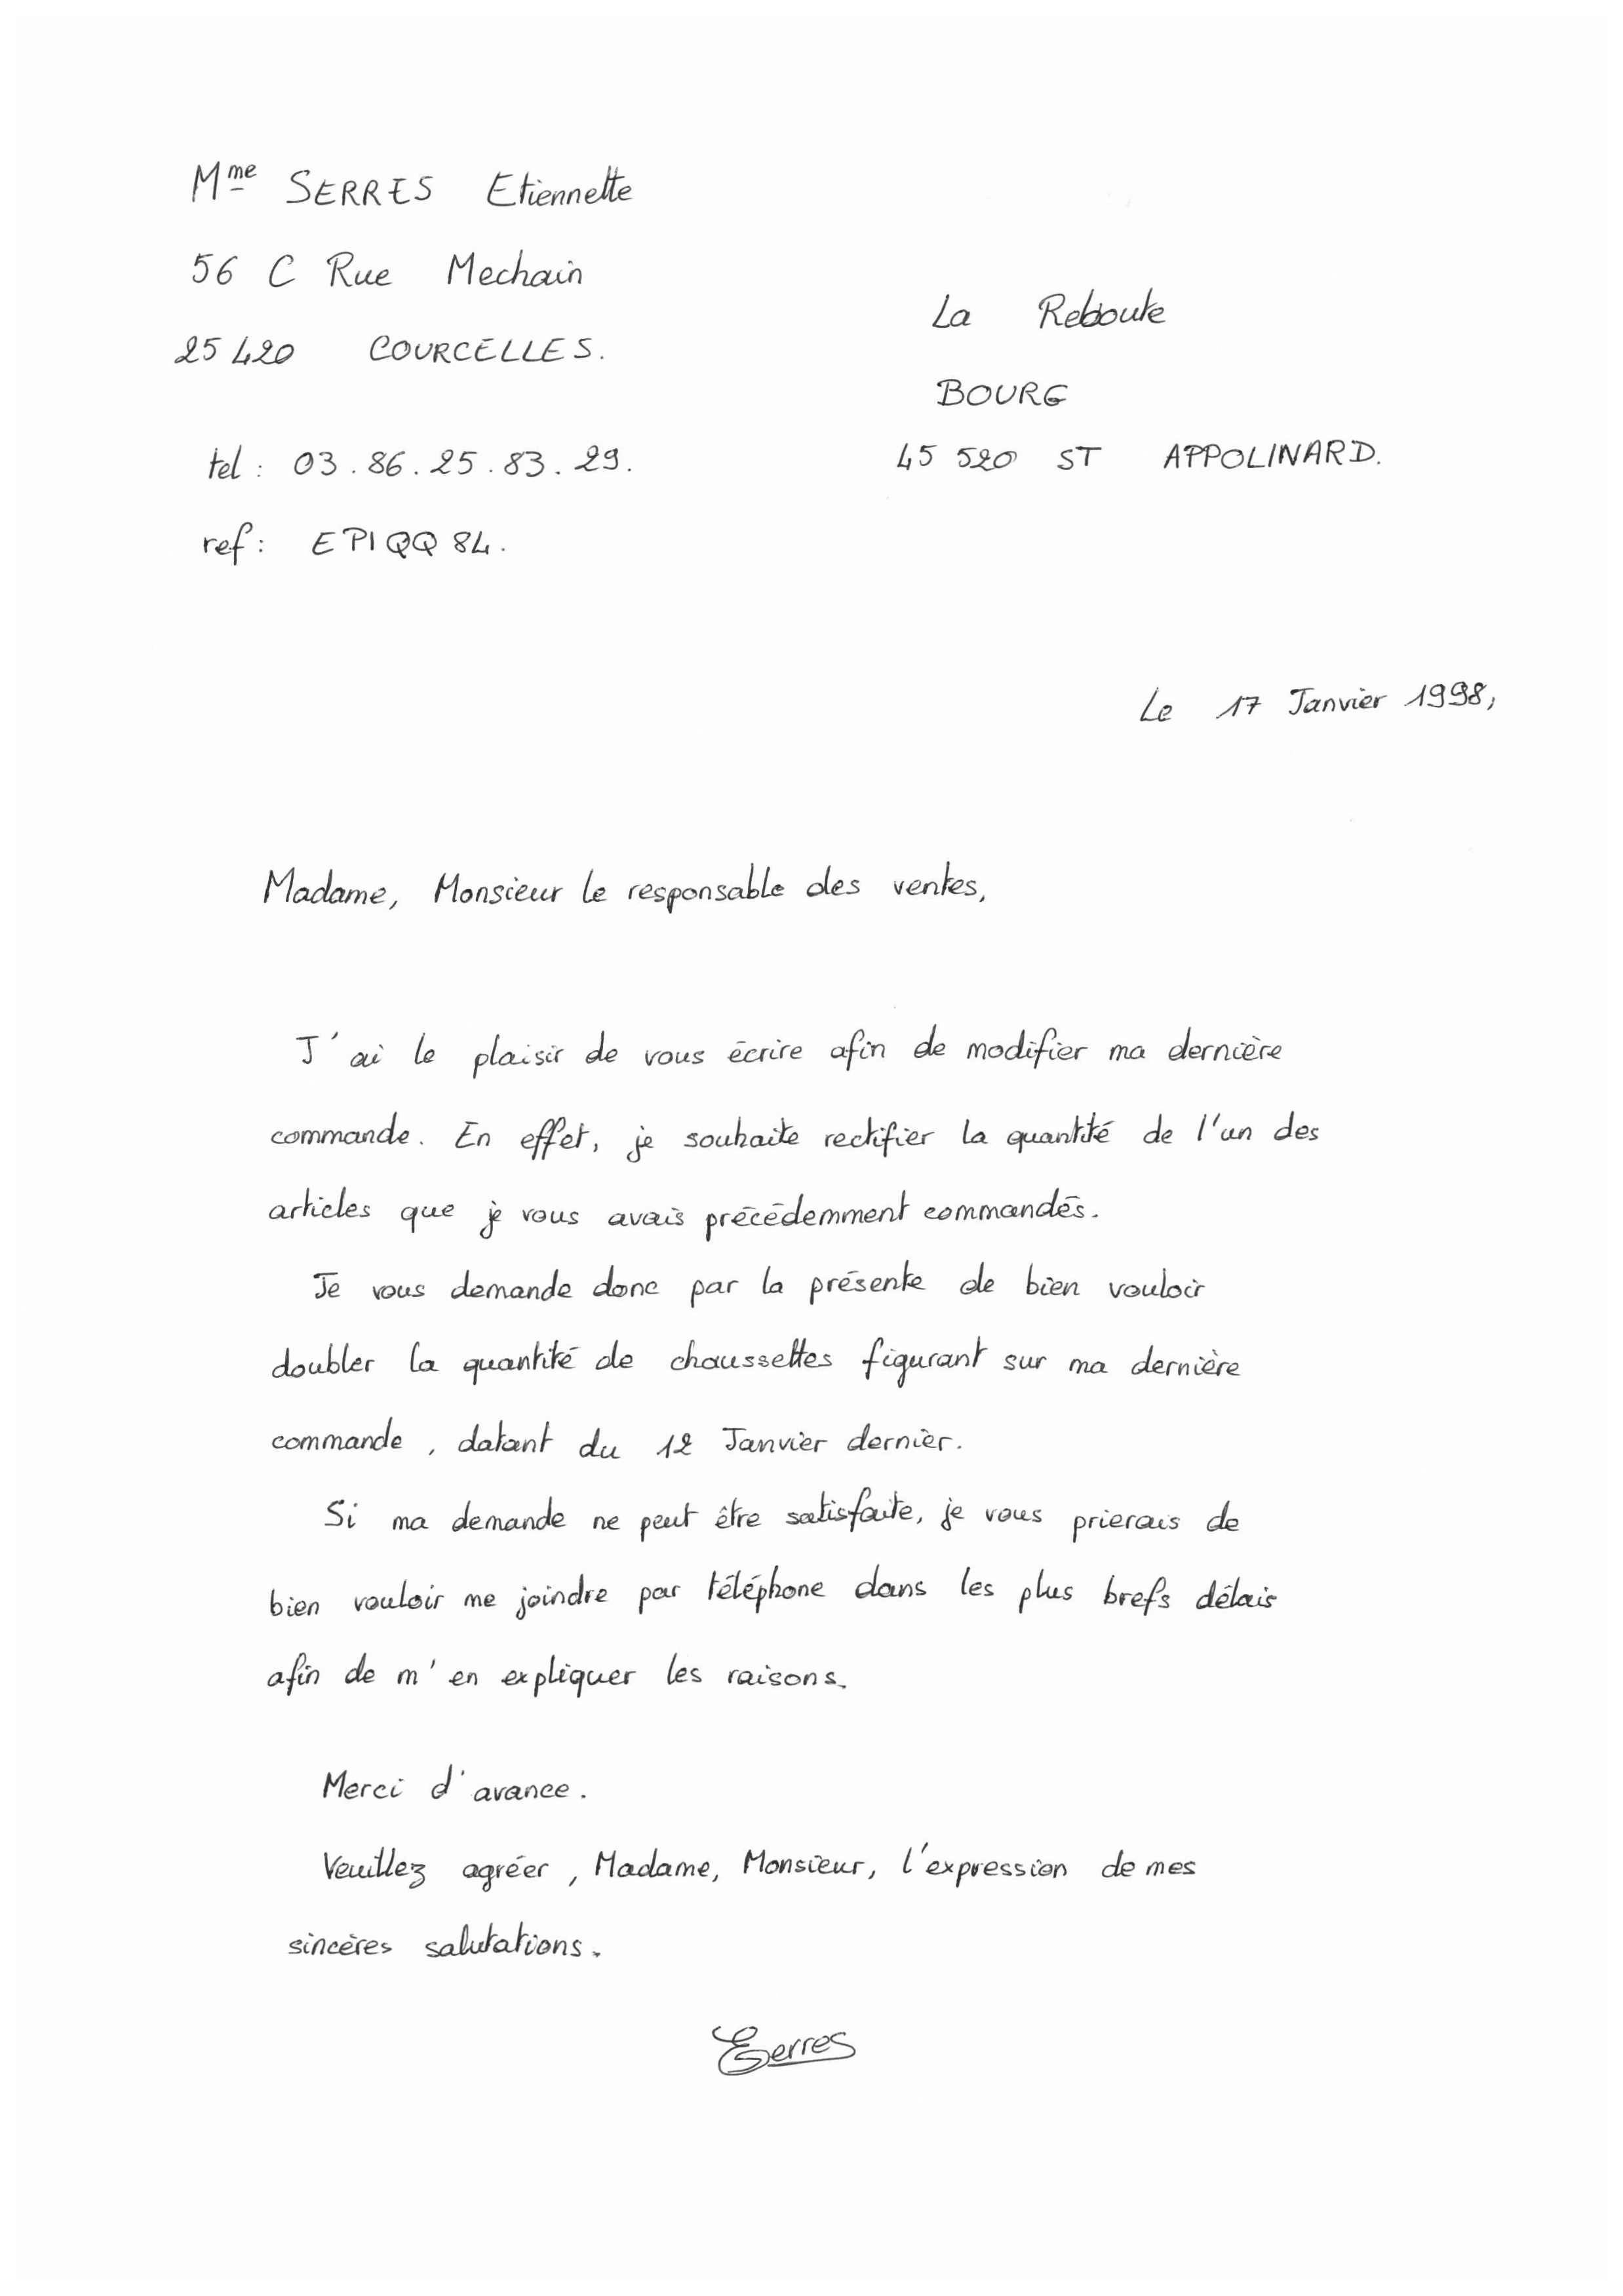 Mme SERRES Etiennette
56 C Rue Mechain
25 420 COURCELLES.
tel : 03.86.25.83.29.
ref : EPIQQ84.
La Reboute
BOURG
45 520 ST APPOLINARD.
Le 17 Janvier 1998,
Madame, Monsieur le responsable des ventes,
J'ai le plaisir de vous écrire afin de modifier ma dernière
commande. En effet, je souhaite rectifier la quantité de l'un des
articles que je vous avais précédemment commandés.
Je vous demande donc par la présente de bien vouloir
doubler la quantité de chaussettes figurant sur ma dernière
commande, datant du 12 Janvier dernier.
Si ma demande ne peut être satisfaite, je vous prierais de
bien vouloir me joindre par téléphone dans les plus brefs délais
afin de m'en expliquer les raisons.
Merci d'avance.
Veuillez agréer, Madame, Monsieur, l'expression de mes
sincères salutations.
ESerres